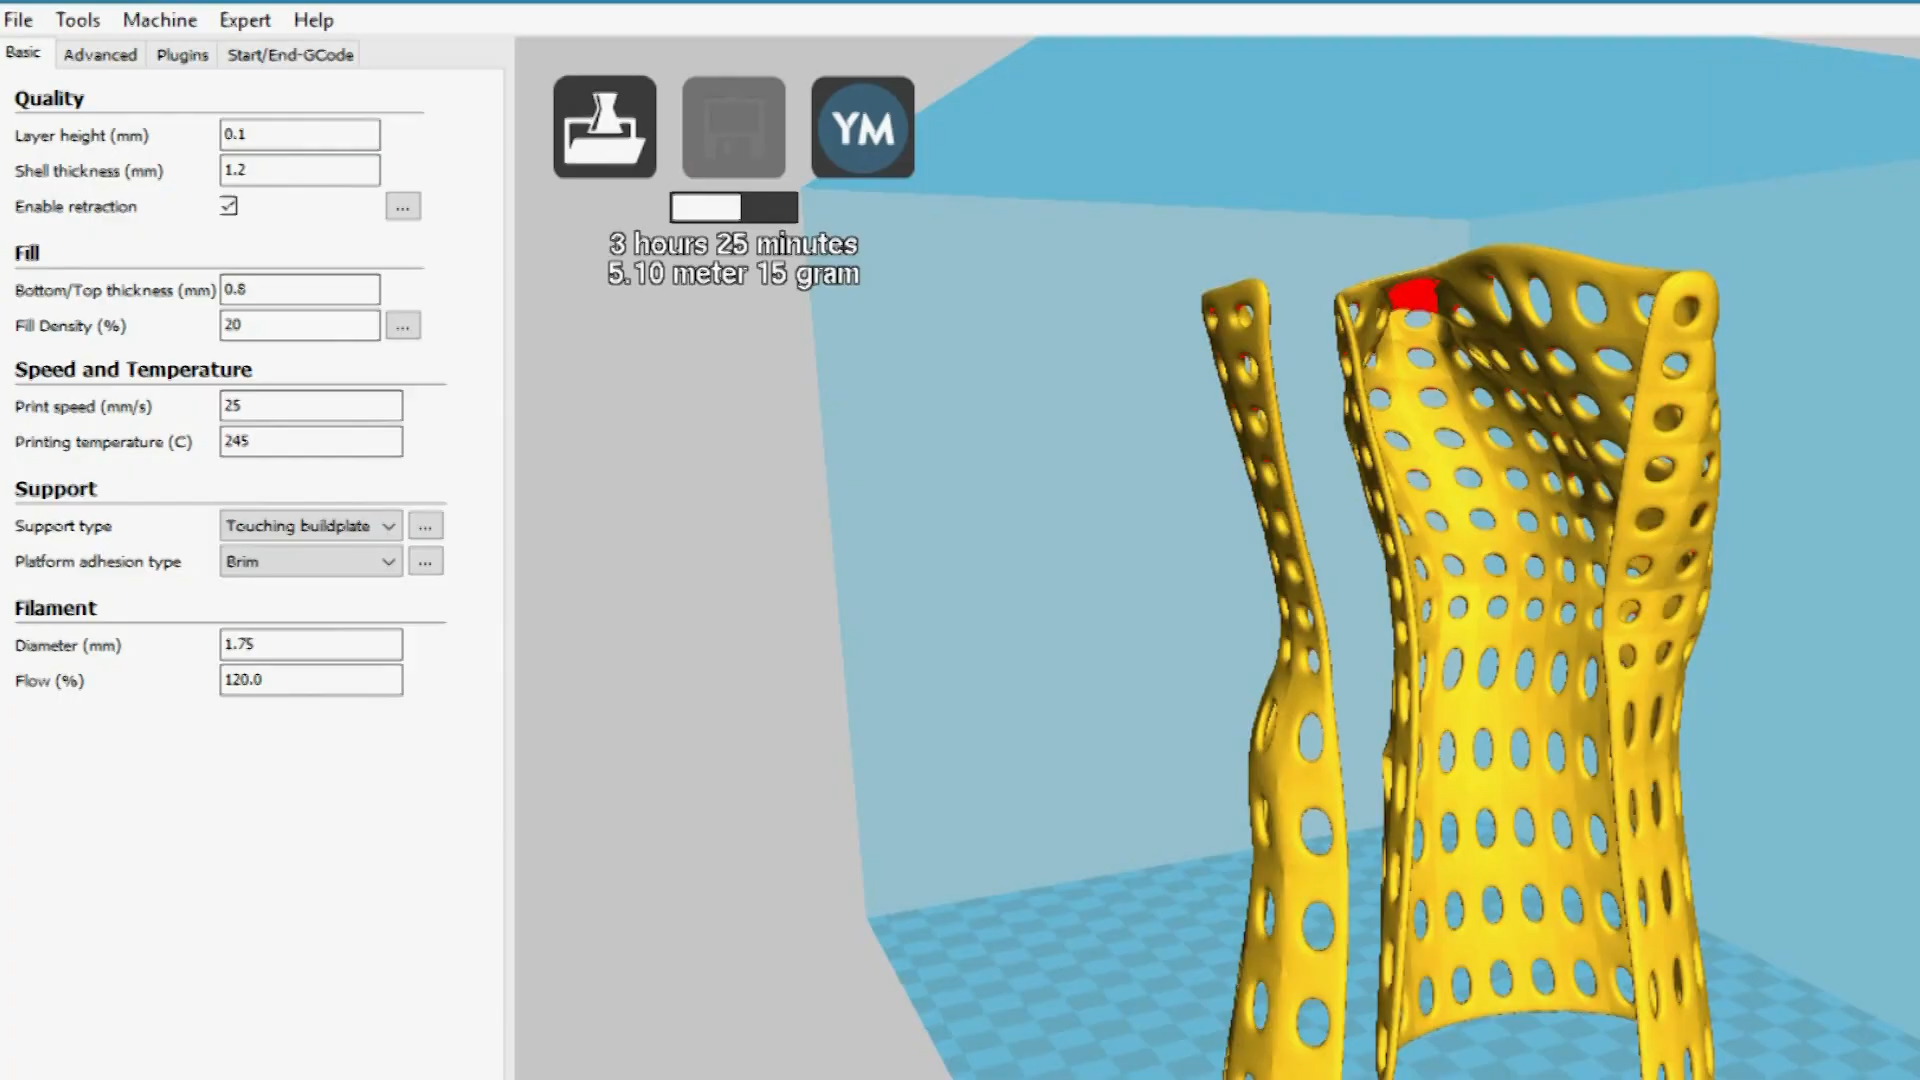 File Tools Machine Expert Help
Basic Advanced Plugins Start/End-GCode
Quality
Layer height (mm) 0.1
Shell thickness (mm) 1.2
Enable retraction ...
Fill
Bottom/Top thickness (mm) 0.8
Fill Density (%) 20 ...
Speed and Temperature
Print speed (mm/s) 25
Printing temperature (C) 245
Support
Support type Touching buildplate ...
Platform adhesion type Brim ...
Filament
Diameter (mm) 1.75
Flow (%) 120.0
YM
3 hours 25 minutes
5.10 meter 15 gram